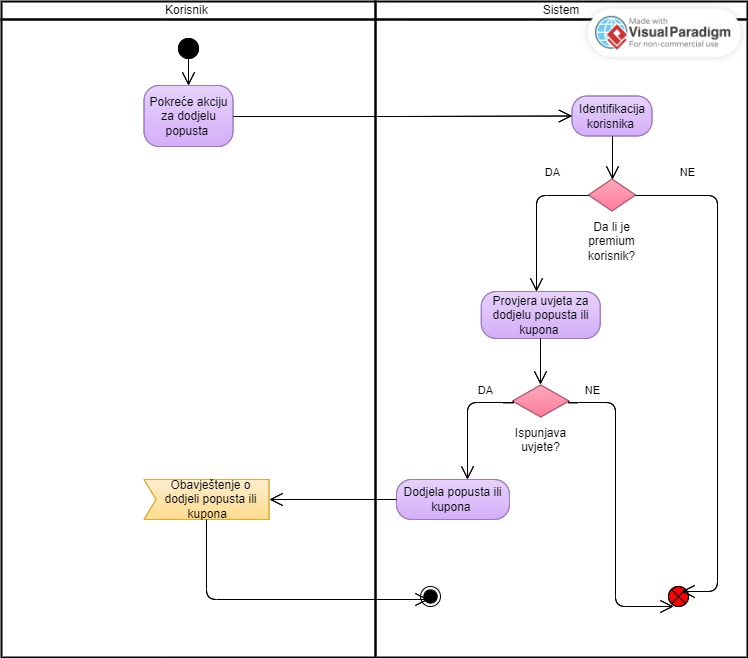 Korisnik
Sistem
Made with
VisualParadigm
For non-commercial use
Pokreće akciju
za dodjelu
popusta
Identifikacija
korisnika
DA
NE
Da li je
premium
korisnik?
Provjera uvjeta za
dodjelu popusta ili
kupona
DA
NE
Ispunjava
uvjete?
Obavještenje o
dodjeli popusta ili
kupona
Dodjela popusta ili
kupona